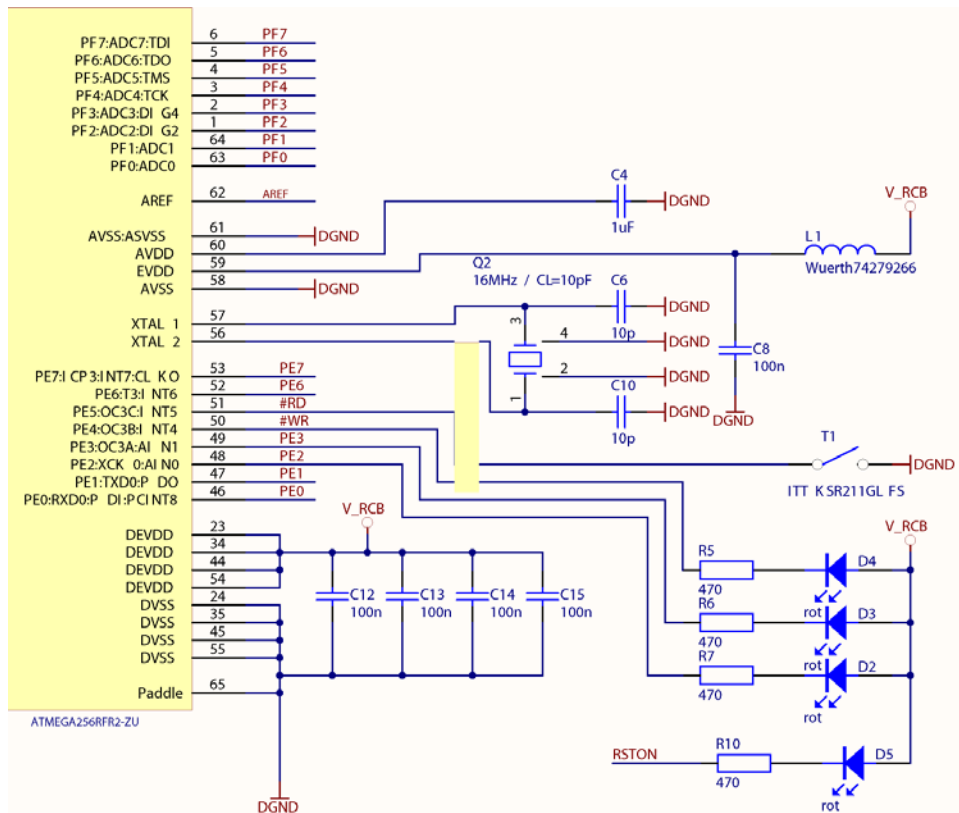 PF7:ADC7:TDI 6 PF7
PF6:ADC6:TDO 5 PF6
PF5:ADC5:TMS 4 PF5
PF4:ADC4:TCK 3 PF4
PF3:ADC3:DI G4 2 PF3
PF2:ADC2:DI G2 1 PF2
PF1:ADC1 64 PF1
PF0:ADC0 63 PF0
AREF 62 AREF
AVSS:ASVSS 61 DGND
AVDD 60
EVDD 59
AVSS 58 DGND
XTAL 1 57
XTAL 2 56
PE7:I CP3:INT7:CL KO 53 PE7
PE6:T3:I NT6 52 PE6
PE5:OC3C:I NT5 51 #RD
PE4:OC3B:I NT4 50 #WR
PE3:OC3A:AI N1 49 PE3
PE2:XCK 0:AI N0 48 PE2
PE1:TXD0:P DO 47 PE1
PE0:RXD0:P DI:PCI NT8 46 PE0
DEVDD 23
DEVDD 34
DEVDD 44
DEVDD 54
DVSS 24
DVSS 35
DVSS 45
DVSS 55
Paddle 65
ATMEGA256RFR2-ZU
DGND
C4
1uF
DGND
V_RCB
L1
Wuerth74279266
Q2
16MHz / CL=10pF
3
1
4
2
C6
10p
DGND
DGND
DGND
C10
10p
DGND
C8
100n
DGND
T1
DGND
ITT KSR211GL FS
V_RCB
C12
100n
C13
100n
C14
100n
C15
100n
V_RCB
R5
470
D4
rot
R6
470
D3
rot
R7
470
D2
rot
RSTON
R10
470
D5
rot